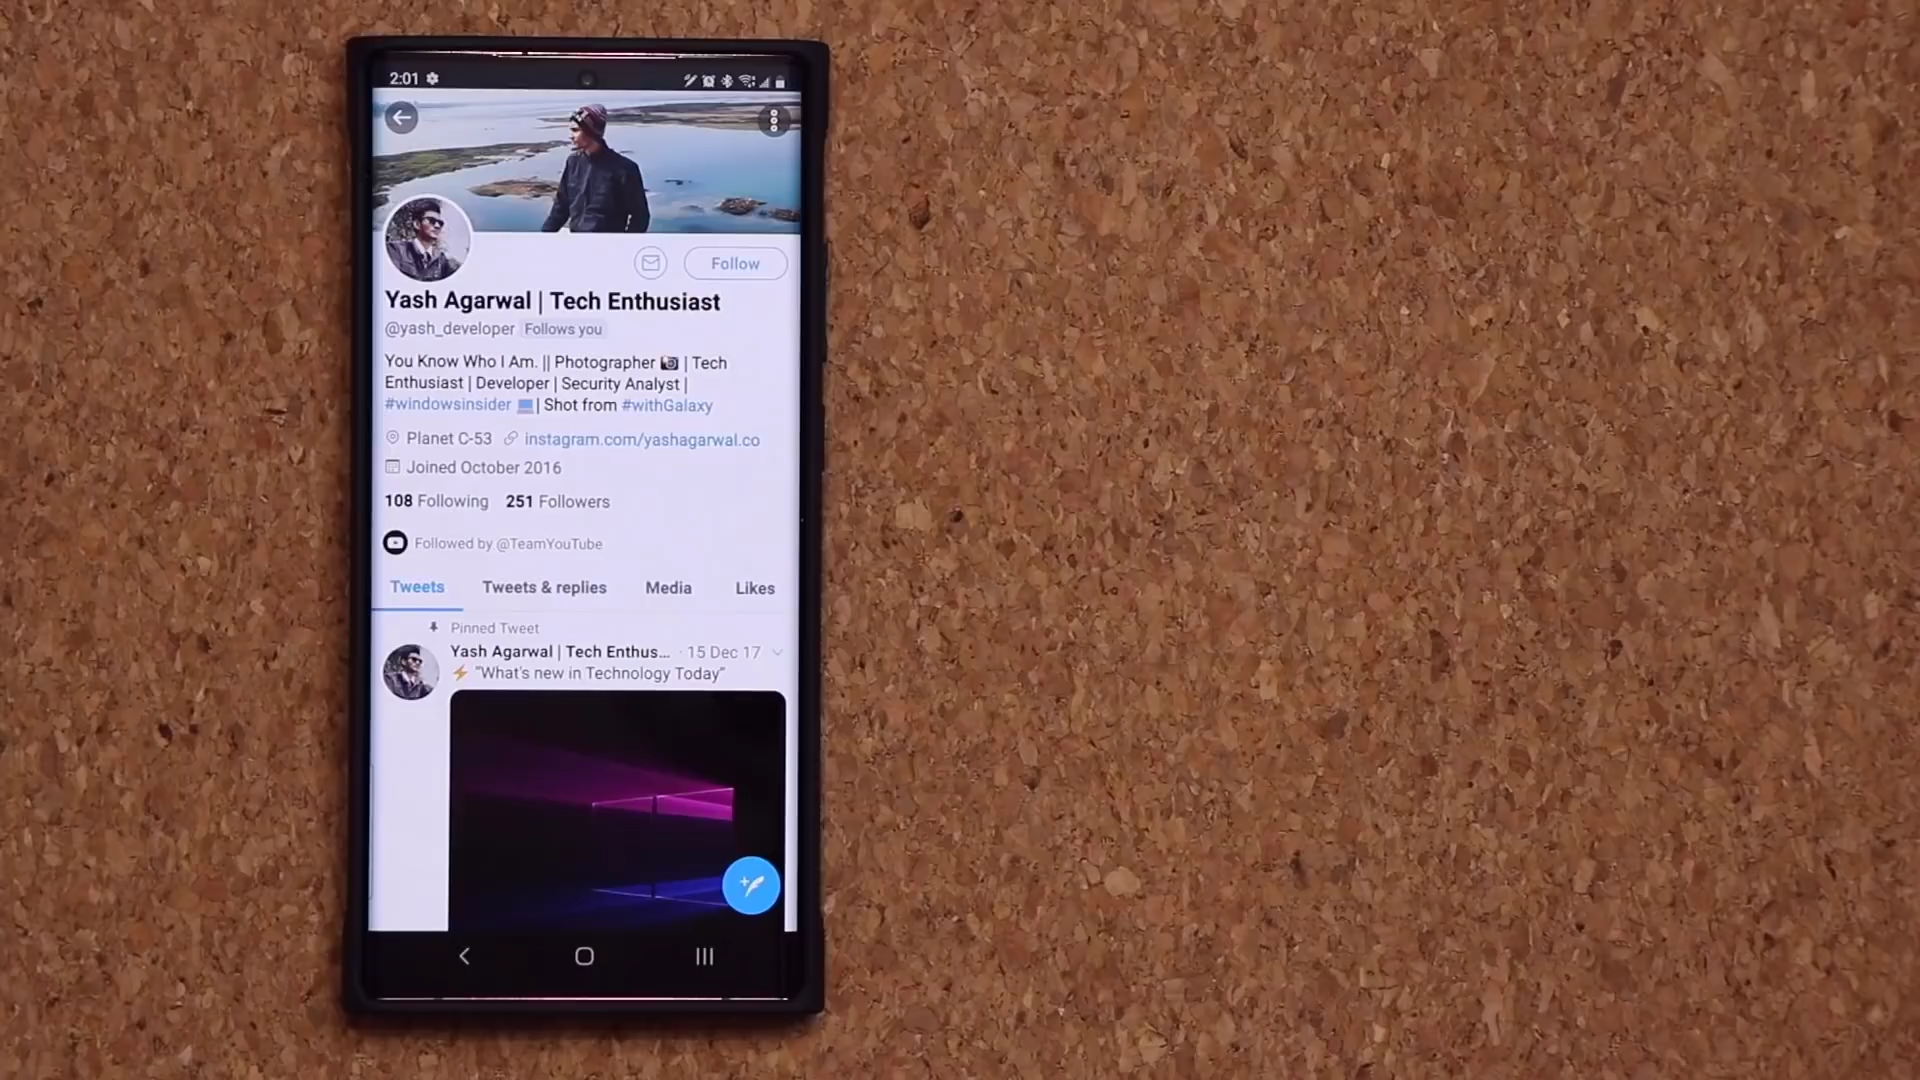 2:01
Follow
Yash Agarwal | Tech Enthusiast
@yash_developer Follows you
You Know Who I Am. || Photographer 📷 | Tech
Enthusiast | Developer | Security Analyst |
#windowsinsider 💻 | Shot from #withGalaxy
Planet C-53 instagram.com/yashagarwal.co
Joined October 2016
108 Following 251 Followers
Followed by @TeamYouTube
Tweets Tweets & replies Media Likes
Pinned Tweet
Yash Agarwal | Tech Enthus... · 15 Dec 17
⚡ "What's new in Technology Today"